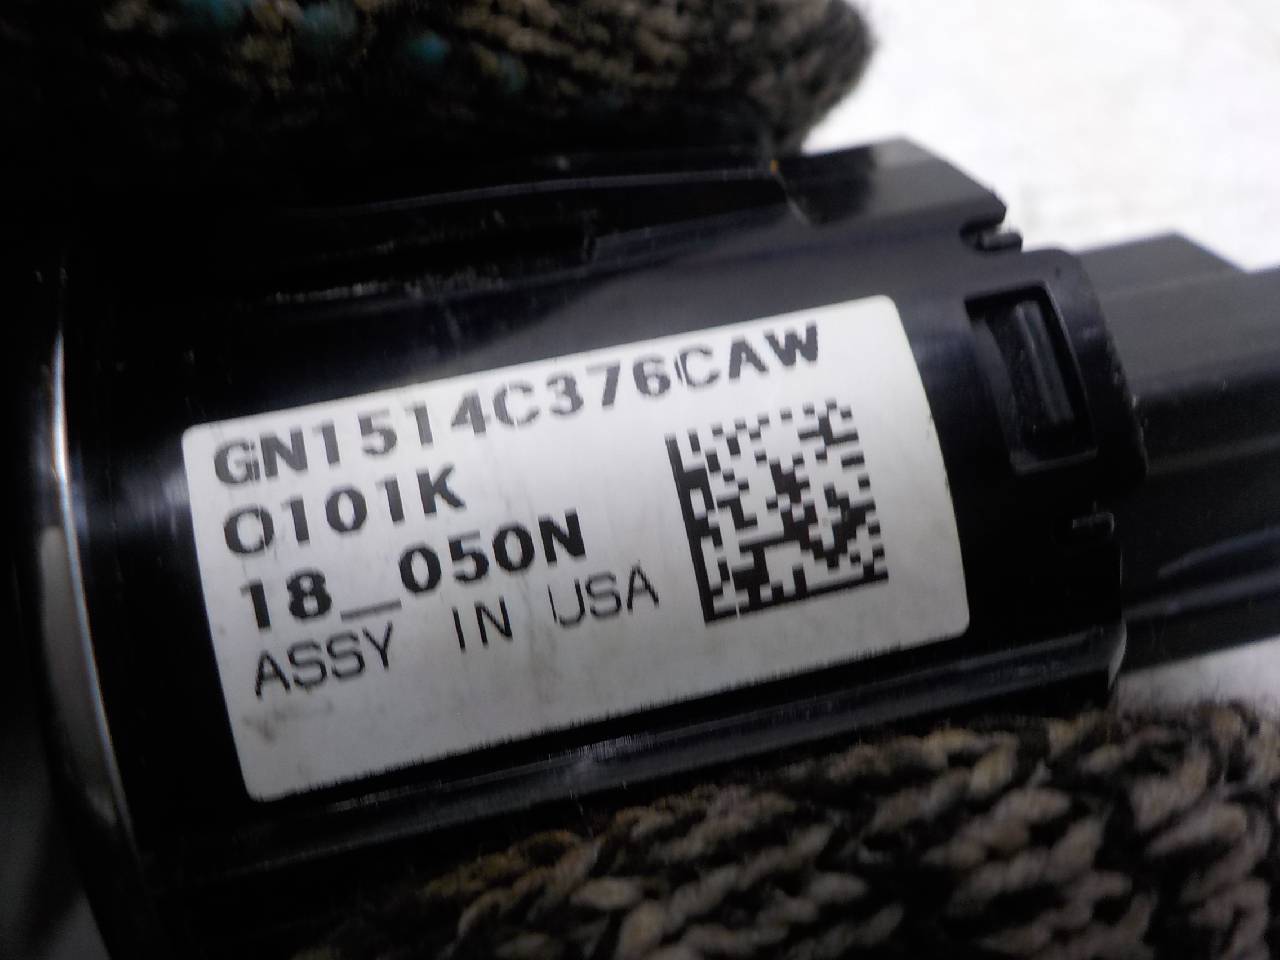 GN1514C376CAW
O101K
18_050N
ASSY IN USA